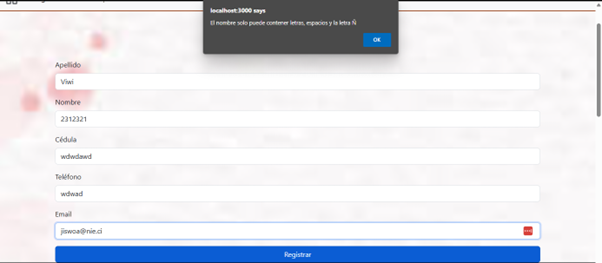 localhost:3000 says
El nombre solo puede contener letras, espacios y la letra Ñ
OK
Apellido
Viwi
Nombre
2312321
Cédula
wdwdawd
Teléfono
wdwad
Email
jiswoa@nie.ci
Registrar